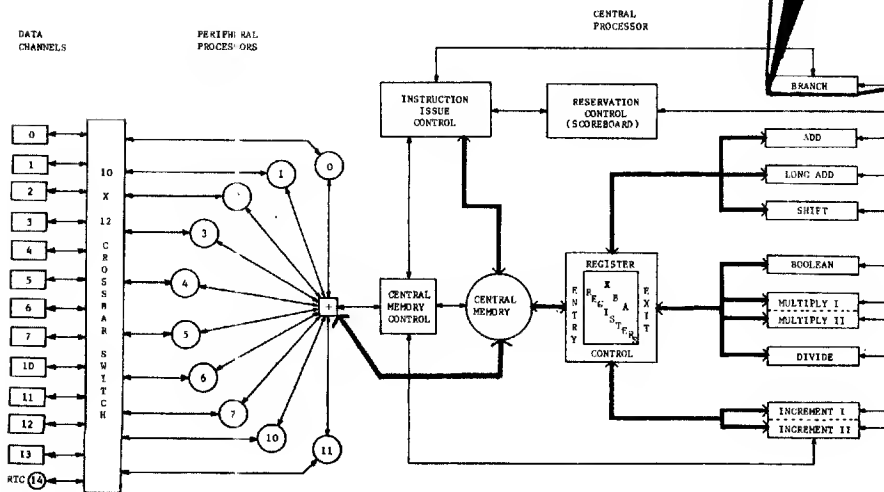 DATA
CHANNELS
CENTRAL
PROCESSOR
0
1
2
3
4
5
6
7
10
11
12
13
RTC 14
10
X
12
CROSSMAR
SWITCH
0
1
3
4
5
6
7
10
11
+
INSTRUCTION
ISSUE
CONTROL
RESERVATION
CONTROL
(SCOREBOARD)
CENTRAL
MEMORY
CONTROL
CENTRAL
MEMORY
REGISTER
ENTRY
X
B
A
REGISTERS
EXIT
CONTROL
BRANCH
ADD
LONG ADD
SHIFT
BOOLEAN
MULTIPLY I
MULTIPLY II
DIVIDE
INCREMENT I
INCREMENT II